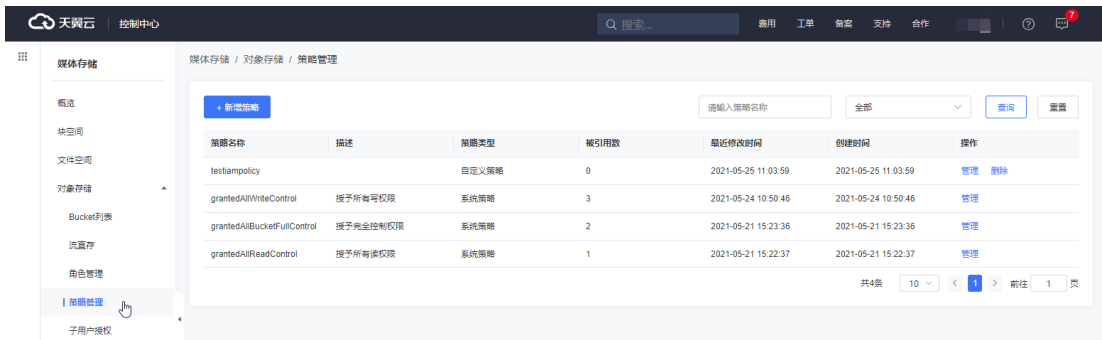 天翼云 控制中心 搜索... 费用 工单 备案 支持 合作 7
媒体存储 媒体存储 / 对象存储 / 策略管理
概览
块空间
文件空间
对象存储
Bucket列表
流直存
角色管理
策略管理
子用户授权
+ 新增策略 请输入策略名称 全部 查询 重置
策略名称 描述 策略类型 被引用数 最近修改时间 创建时间 操作
testiampolicy 自定义策略 0 2021-05-25 11:03:59 2021-05-25 11:03:59 管理 删除
grantedAllWriteControl 授予所有写权限 系统策略 3 2021-05-24 10:50:46 2021-05-24 10:50:46 管理
grantedAllBucketFullControl 授予完全控制权限 系统策略 2 2021-05-21 15:23:36 2021-05-21 15:23:36 管理
grantedAllReadControl 授予所有读权限 系统策略 1 2021-05-21 15:22:37 2021-05-21 15:22:37 管理
共4条 10 < 1 > 前往 1 页